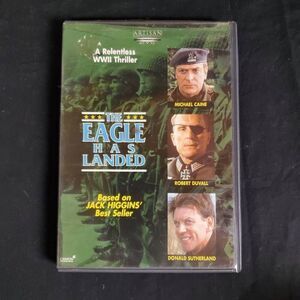 ARTISAN
A Relentless
WWII Thriller
MICHAEL CAINE
THE
EAGLE
HAS
LANDED
ROBERT DUVALL
Based on
JACK HIGGINS'
Best Seller
DONALD SUTHERLAND